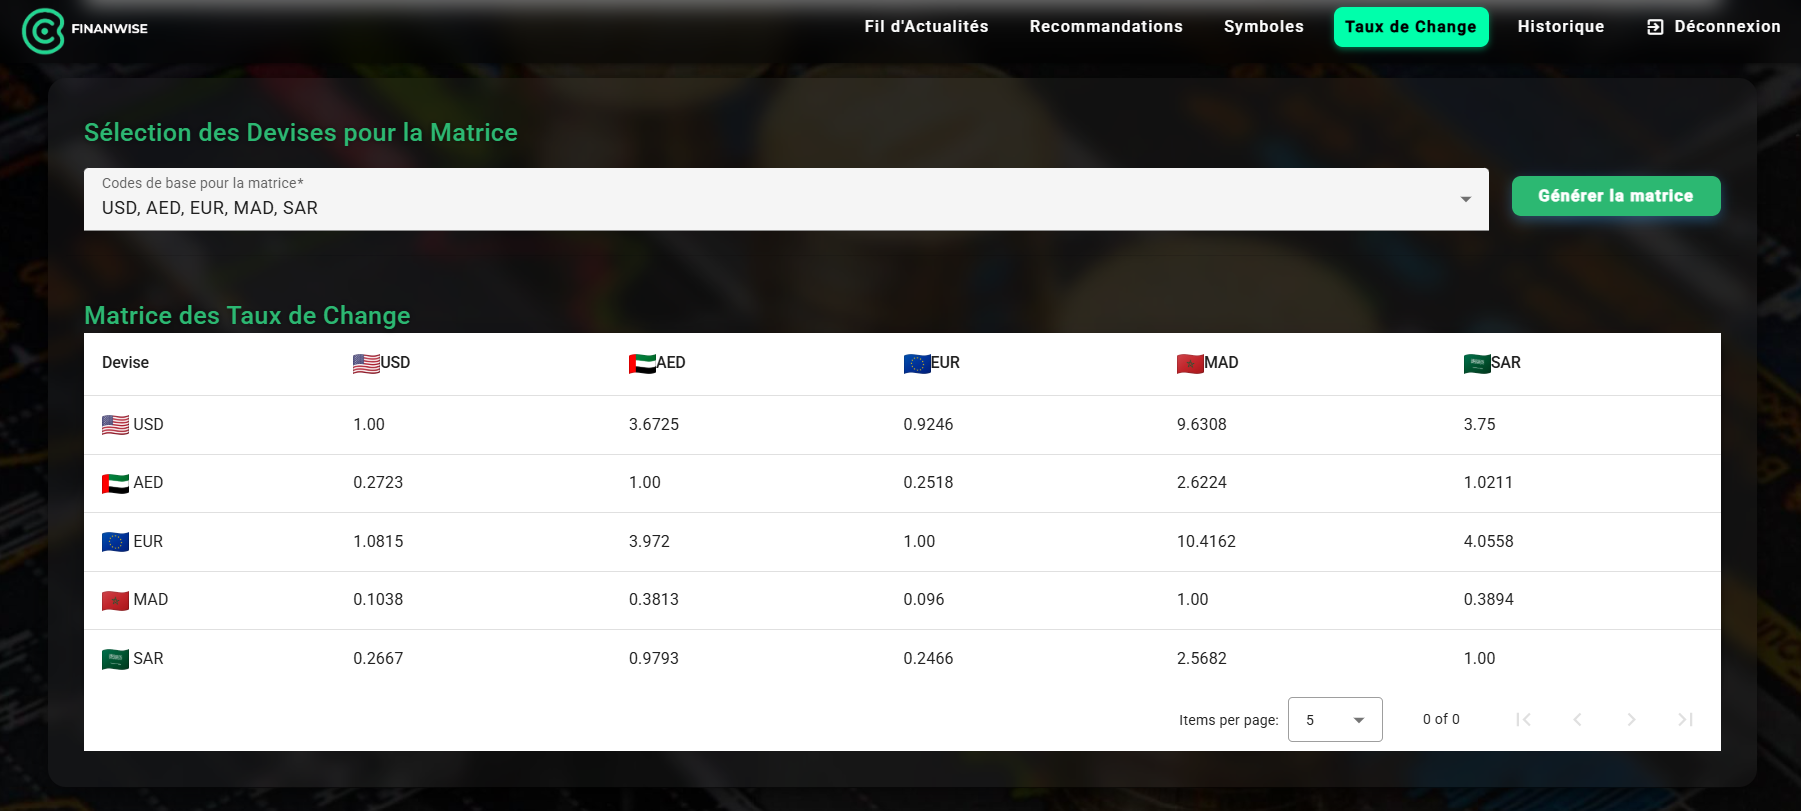 FINANWISE
Fil d'Actualités Recommandations Symboles Taux de Change Historique Déconnexion
Sélection des Devises pour la Matrice
Codes de base pour la matrice*
USD, AED, EUR, MAD, SAR
Générer la matrice
Matrice des Taux de Change
Devise USD AED EUR MAD SAR
USD 1.00 3.6725 0.9246 9.6308 3.75
AED 0.2723 1.00 0.2518 2.6224 1.0211
EUR 1.0815 3.972 1.00 10.4162 4.0558
MAD 0.1038 0.3813 0.096 1.00 0.3894
SAR 0.2667 0.9793 0.2466 2.5682 1.00
Items per page: 5 0 of 0